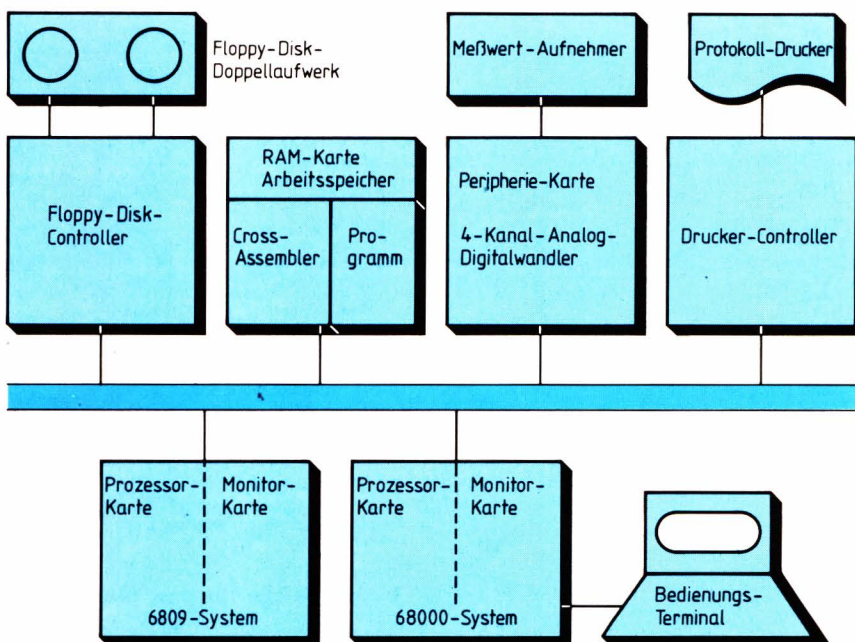 Floppy-Disk-
Doppellaufwerk
Meßwert-Aufnehmer
Protokoll-Drucker
Floppy-Disk-
Controller
RAM-Karte
Arbeitsspeicher
Cross-
Assembler
Pro-
gramm
Peripherie-Karte
4-Kanal-Analog-
Digitalwandler
Drucker-Controller
Prozessor-
Karte
Monitor-
Karte
6809-System
Prozessor-
Karte
Monitor-
Karte
68000-System
Bedienungs-
Terminal